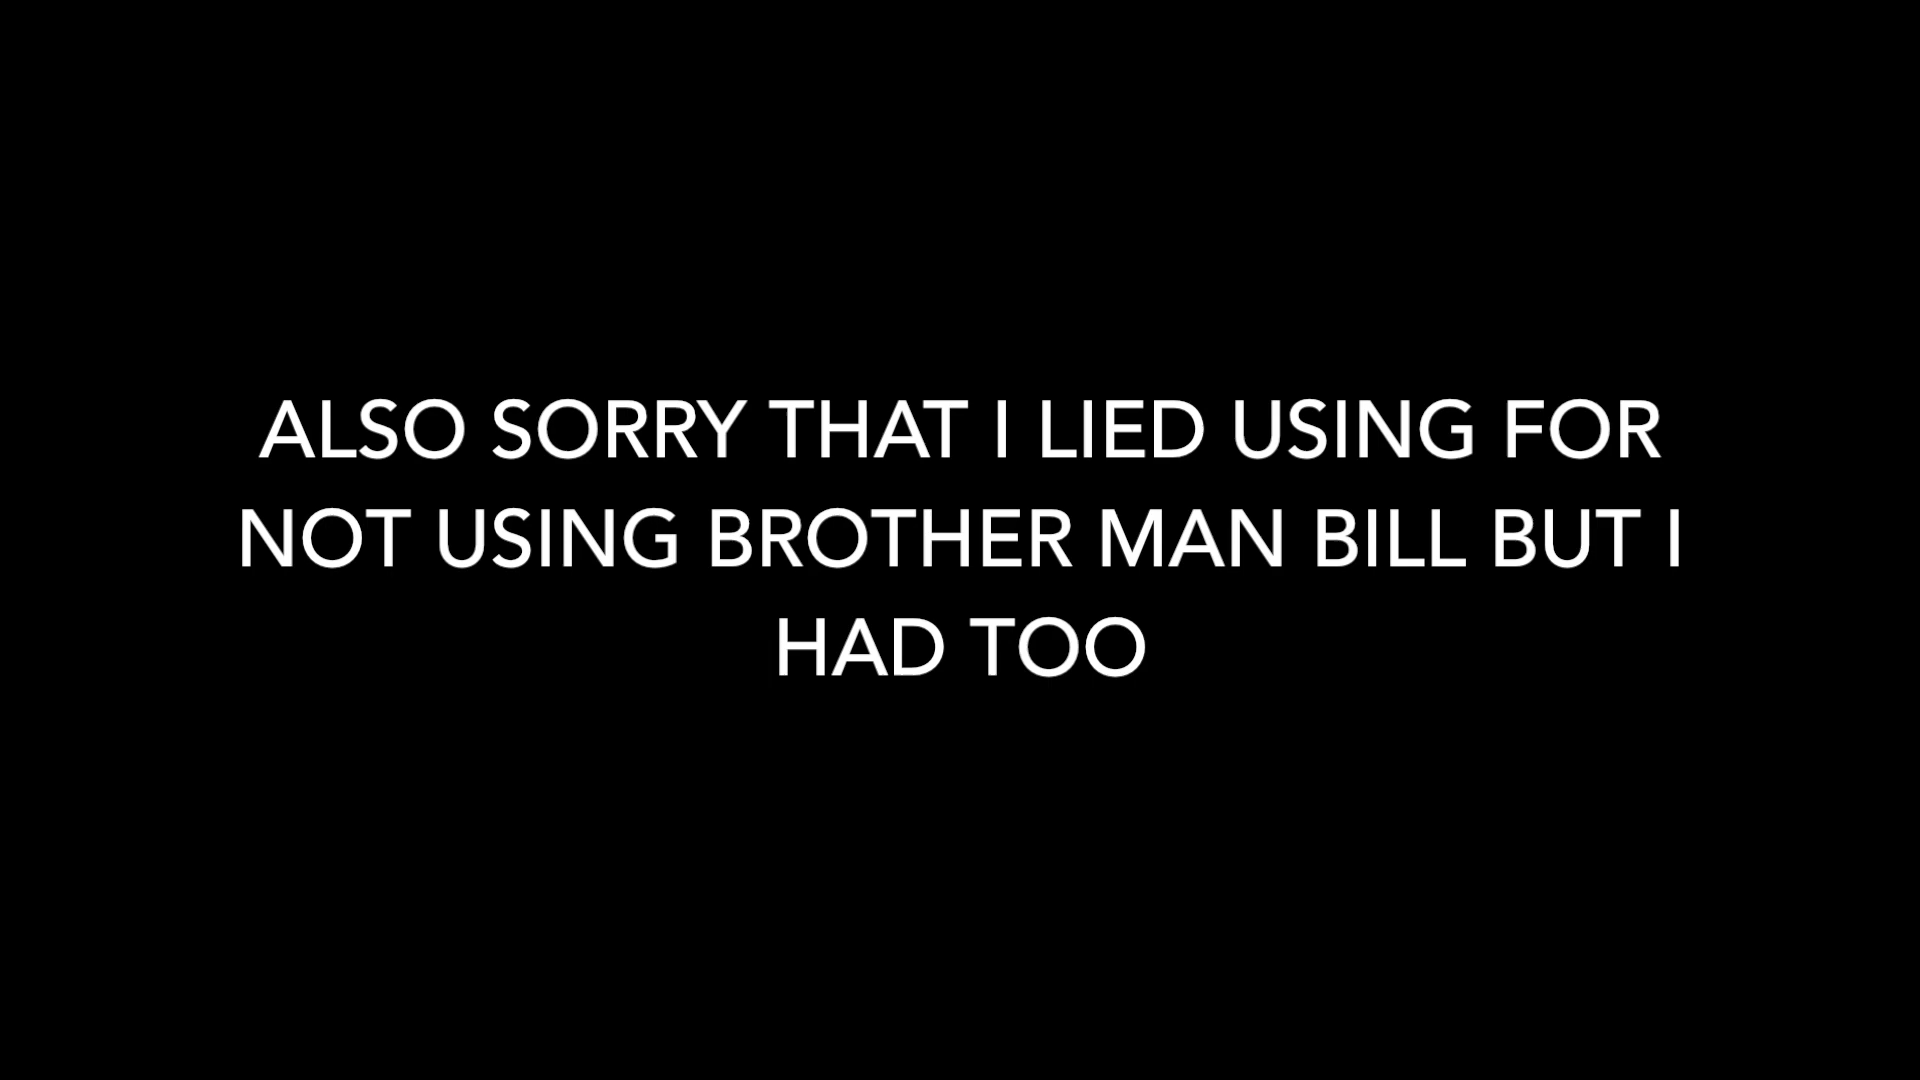 ALSO SORRY THAT I LIED USING FOR
NOT USING BROTHER MAN BILL BUT I
HAD TOO